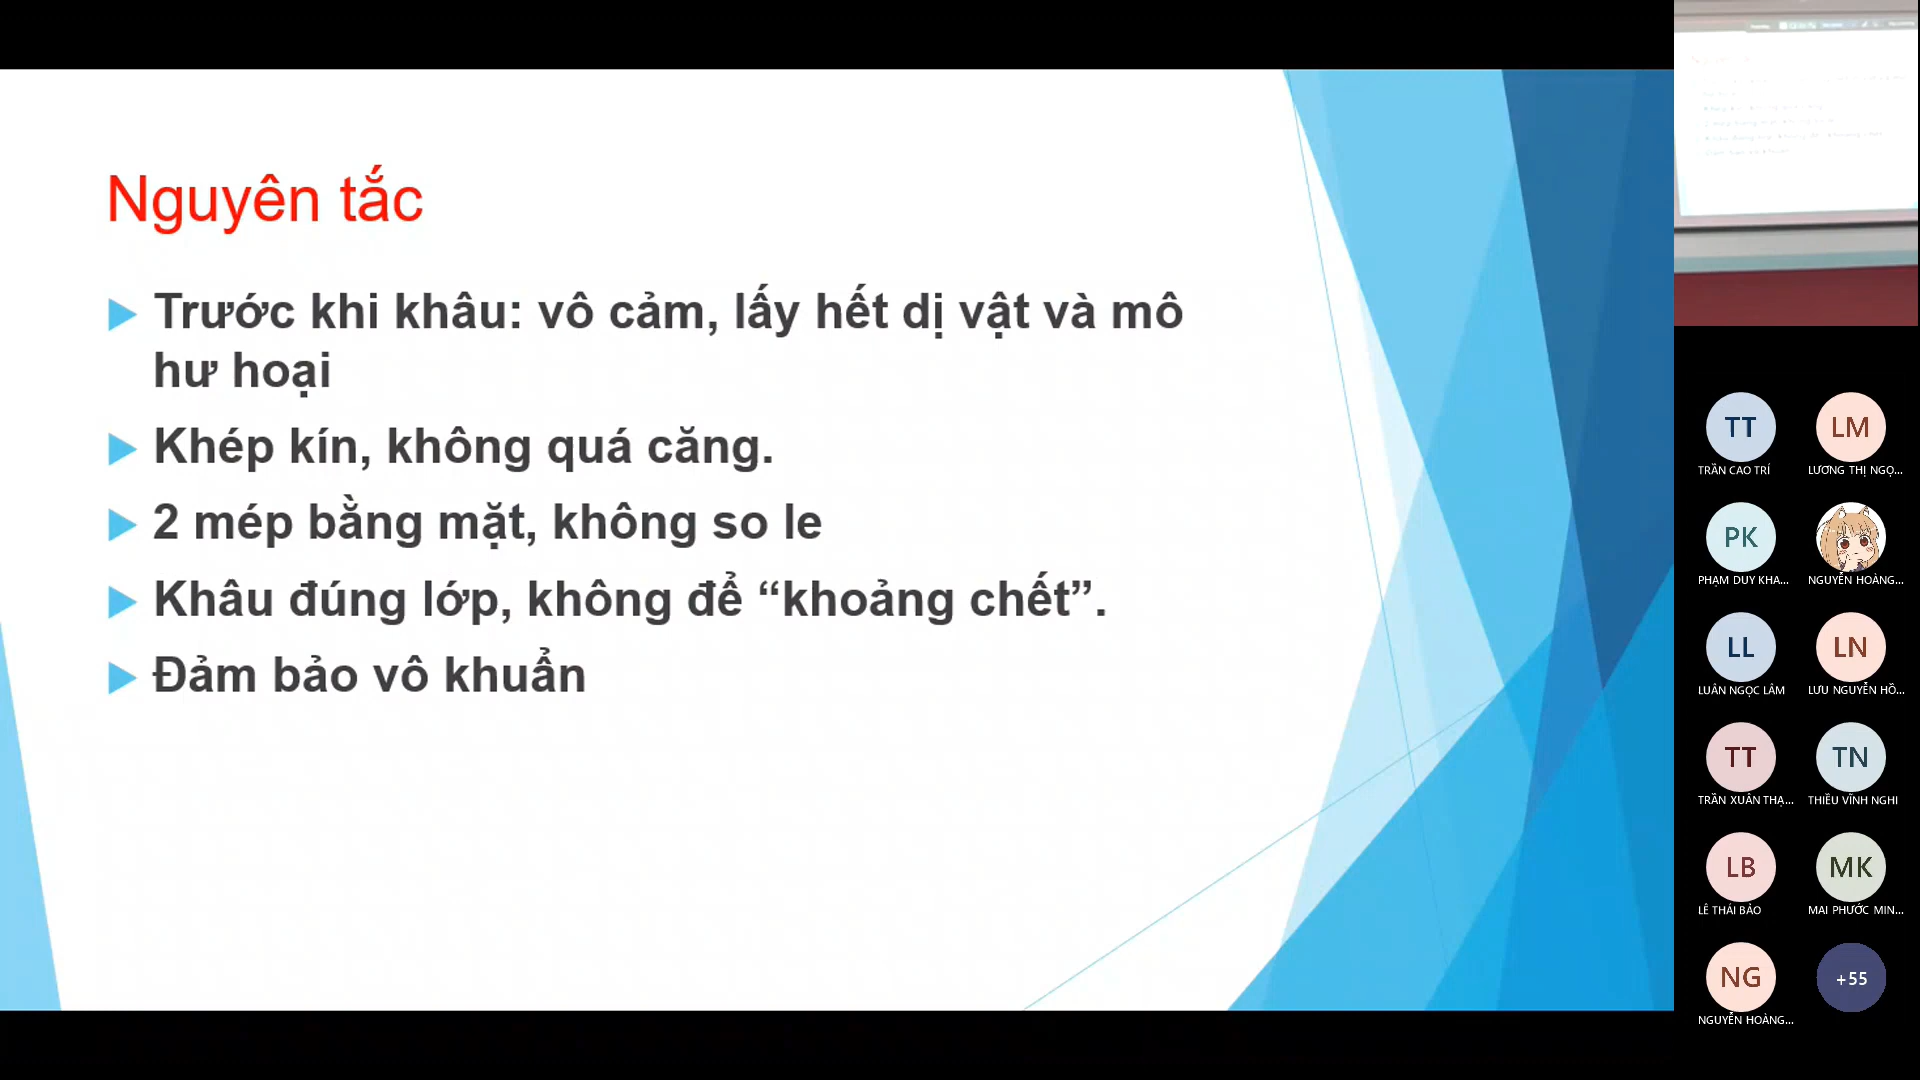 Nguyên tắc
Trước khi khâu: vô cảm, lấy hết dị vật và mô
hư hoại
Khép kín, không quá căng.
2 mép bằng mặt, không so le
Khâu đúng lớp, không để “khoảng chết”.
Đảm bảo vô khuẩn
TT
LM
TRẦN CAO TRÍ
LƯƠNG THỊ NGỌ...
PK
PHẠM DUY KHA...
NGUYỄN HOÀNG...
LL
LN
LUÂN NGỌC LÂM
LƯU NGUYỄN HỒ...
TT
TN
TRẦN XUÂN THẠ...
THIỀU VĨNH NGHI
LB
MK
LÊ THÁI BẢO
MAI PHƯỚC MIN...
NG
+55
NGUYỄN HOÀNG...